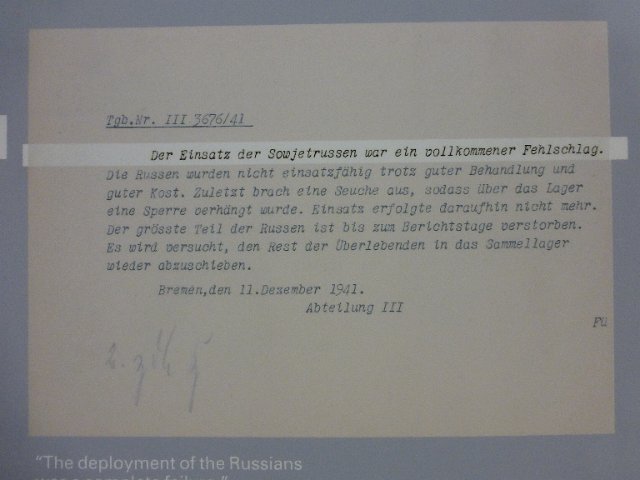 Tgb.Nr. III 3676/41
Der Einsatz der Sowjetrussen war ein vollkommener Fehlschlag.
Die Russen wurden nicht einsatzfähig trotz guter Behandlung und
guter Kost. Zuletzt brach eine Seuche aus, sodass über das Lager
eine Sperre verhängt wurde. Einsatz erfolgte daraufhin nicht mehr.
Der grösste Teil der Russen ist bis zum Berichtstage verstorben.
Es wird versucht, den Rest der Überlebenden in das Sammellager
wieder abzuschieben.
Bremen,den 11.Dezember 1941.
Abteilung III
Fü
"The deployment of the Russians
was a complete failure."